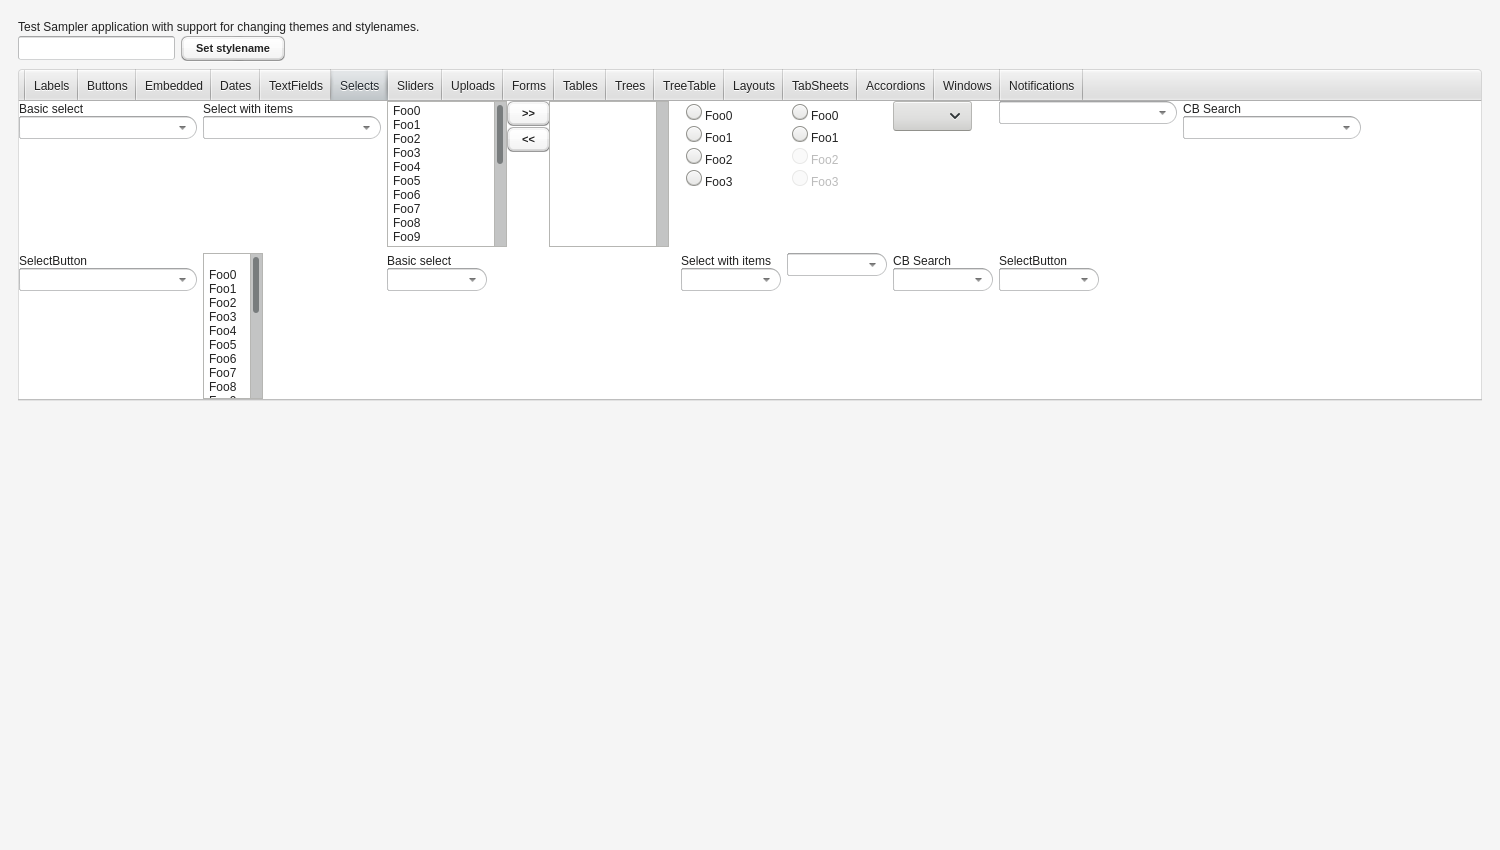 Test Sampler application with support for changing themes and stylenames.
Set stylename
Labels Buttons Embedded Dates TextFields Selects Sliders Uploads Forms Tables Trees TreeTable Layouts TabSheets Accordions Windows Notifications
Basic select
Select with items
Foo0
Foo1
Foo2
Foo3
Foo4
Foo5
Foo6
Foo7
Foo8
Foo9
>>
<<
Foo0
Foo1
Foo2
Foo3
Foo0
Foo1
Foo2
Foo3
CB Search
SelectButton
Foo0
Foo1
Foo2
Foo3
Foo4
Foo5
Foo6
Foo7
Foo8
Basic select
Select with items
CB Search
SelectButton